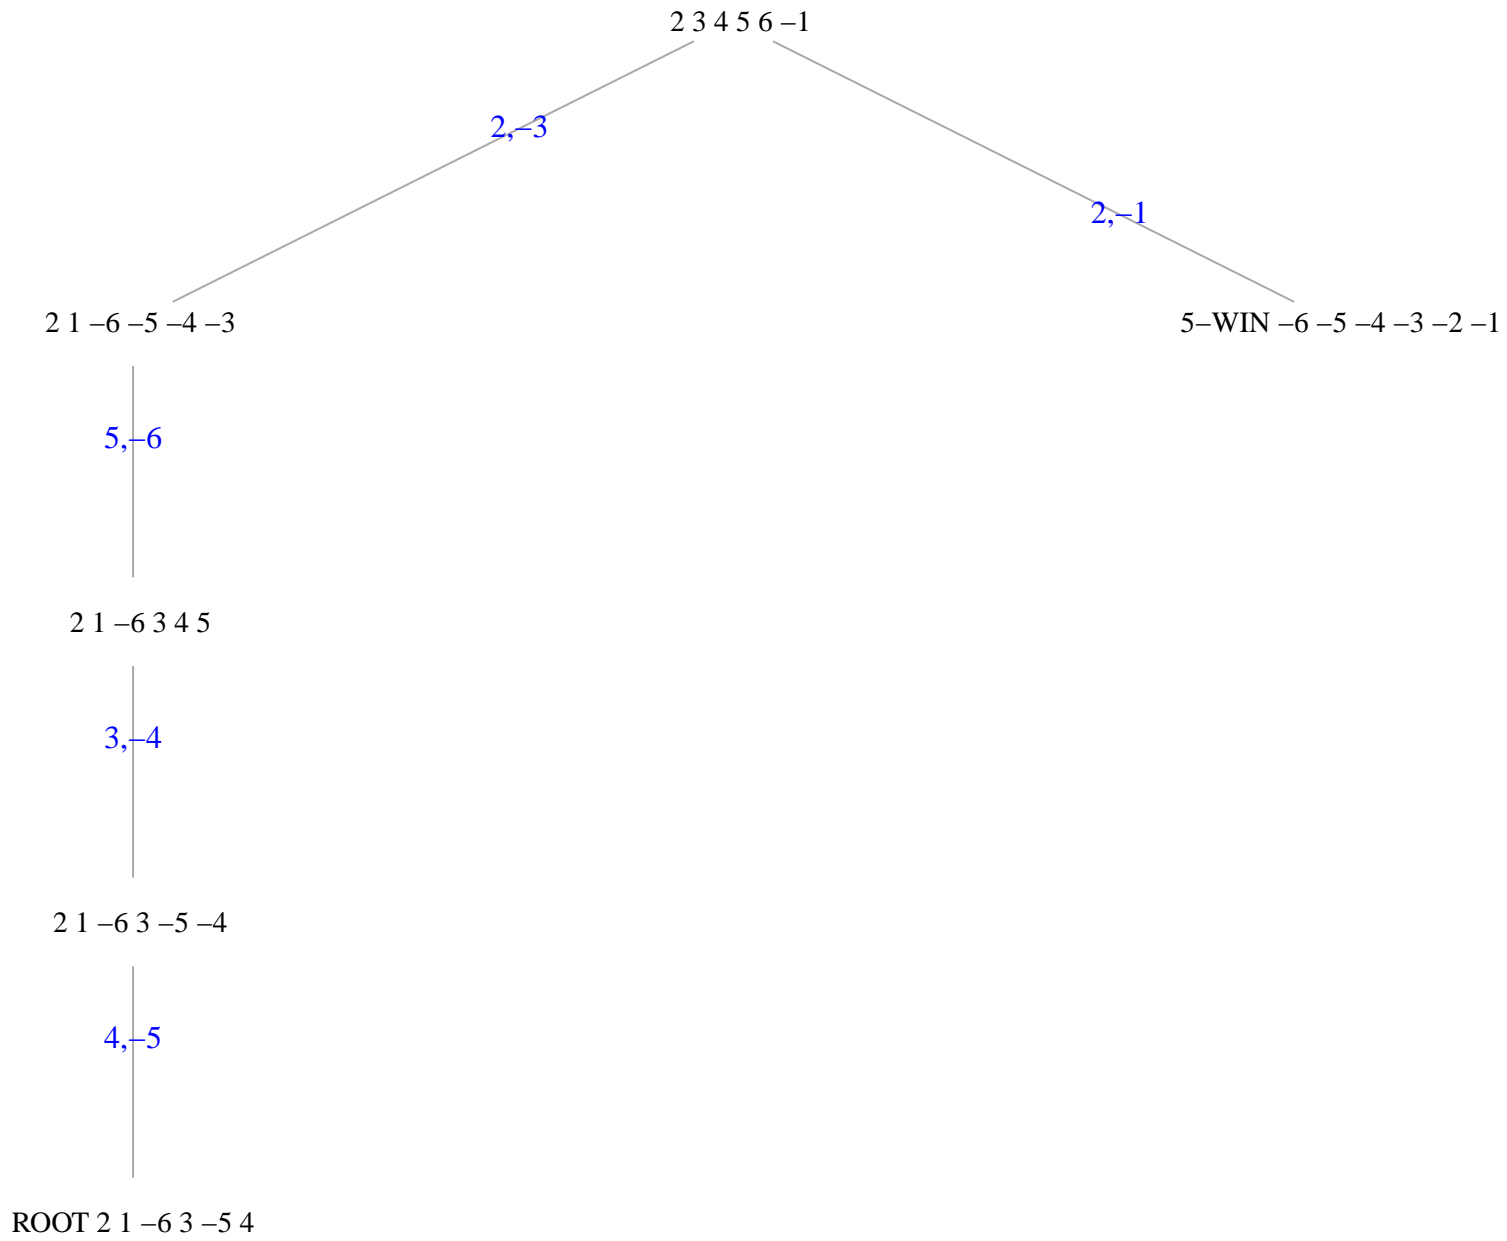 2 3 4 5 6 –1
2,–3
2,–1
2 1 –6 –5 –4 –3
5–WIN –6 –5 –4 –3 –2 –1
5,–6
2 1 –6 3 4 5
3,–4
2 1 –6 3 –5 –4
4,–5
ROOT 2 1 –6 3 –5 4